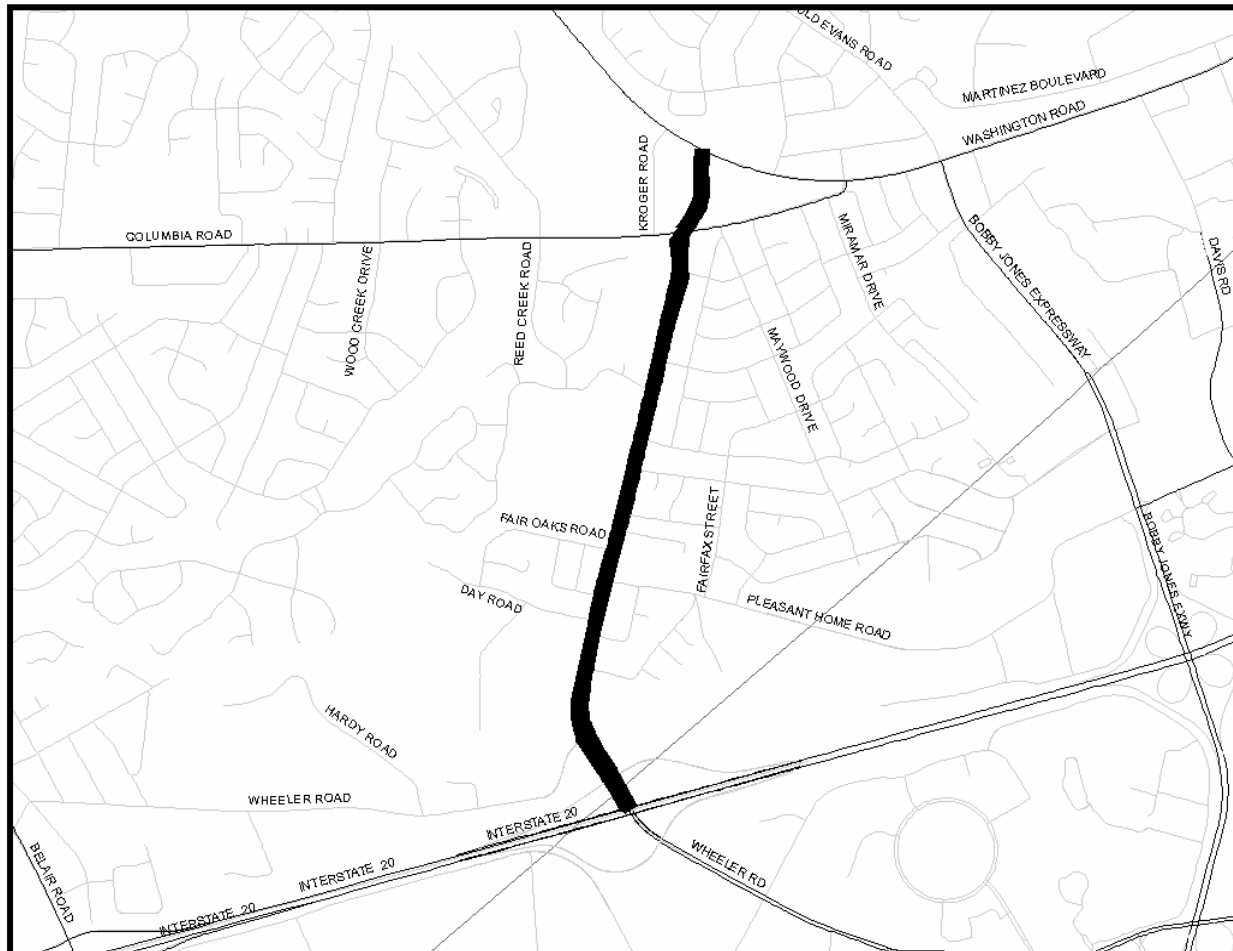 OLD EVANS ROAD
MARTINEZ BOULEVARD
WASHINGTON ROAD
KROGER ROAD
COLUMBIA ROAD
WOOD CREEK DRIVE
REED CREEK ROAD
MIRAMAR DRIVE
BOBBY JONES EXPRESSWAY
DAVIS RD
MAYWOOD DRIVE
FAIR OAKS ROAD
FAIRFAX STREET
BOBBY JONES EXWY
DAY ROAD
PLEASANT HOME ROAD
HARDY ROAD
WHEELER ROAD
INTERSTATE 20
INTERSTATE 20
INTERSTATE 20
WHEELER RD
BELAIR ROAD